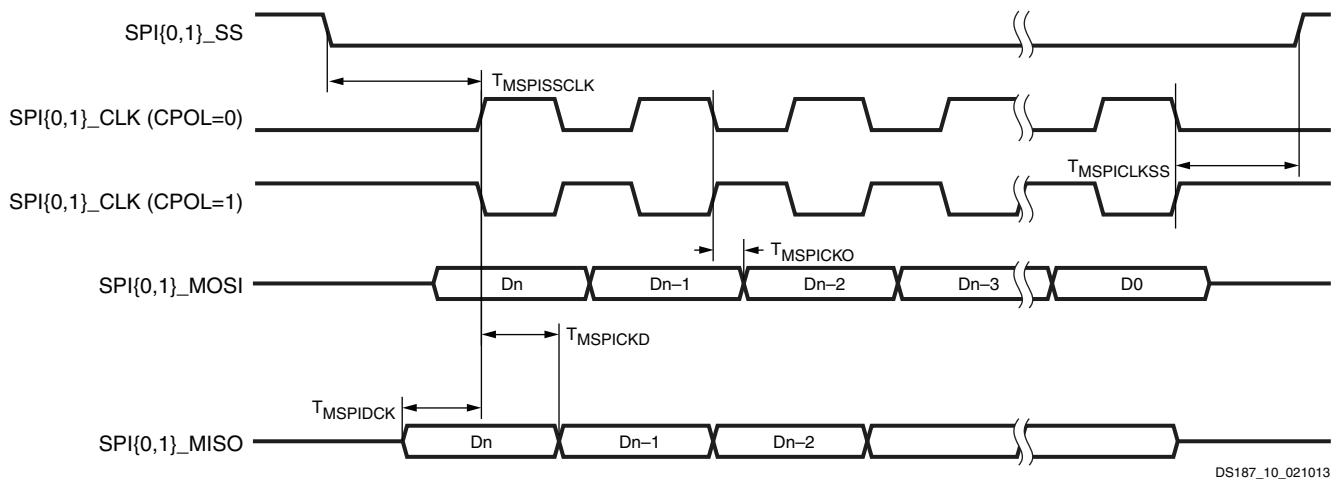 SPI{0,1}_SS
TMSPISSCLK
SPI{0,1}_CLK (CPOL=0)
TMSPICLKSS
SPI{0,1}_CLK (CPOL=1)
TMSPICKO
SPI{0,1}_MOSI
Dn
Dn–1
Dn–2
Dn–3
D0
TMSPICKD
TMSPIDCK
SPI{0,1}_MISO
Dn
Dn–1
Dn–2
DS187_10_021013